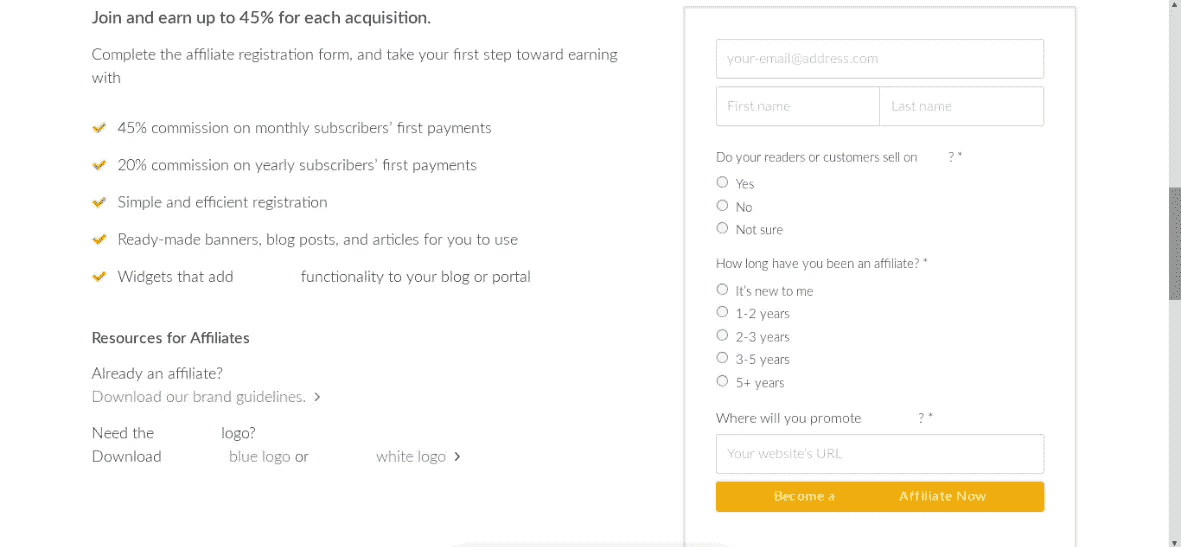 Join and earn up to 45% for each acquisition.
Complete the affiliate registration form, and take your first step toward earning
with
45% commission on monthly subscribers’ first payments
20% commission on yearly subscribers’ first payments
Simple and efficient registration
Ready-made banners, blog posts, and articles for you to use
Widgets that add functionality to your blog or portal
Resources for Affiliates
Already an affiliate?
Download our brand guidelines. >
Need the logo?
Download blue logo or white logo >
your-email@address.com
First name Last name
Do your readers or customers sell on ? *
Yes
No
Not sure
How long have you been an affiliate? *
It's new to me
1-2 years
2-3 years
3-5 years
5+ years
Where will you promote ? *
Your website's URL
Become a Affiliate Now